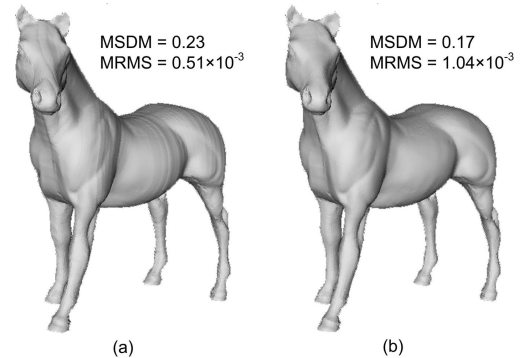 MSDM = 0.23
MRMS = 0.51×10⁻³
MSDM = 0.17
MRMS = 1.04×10⁻³
(a)
(b)